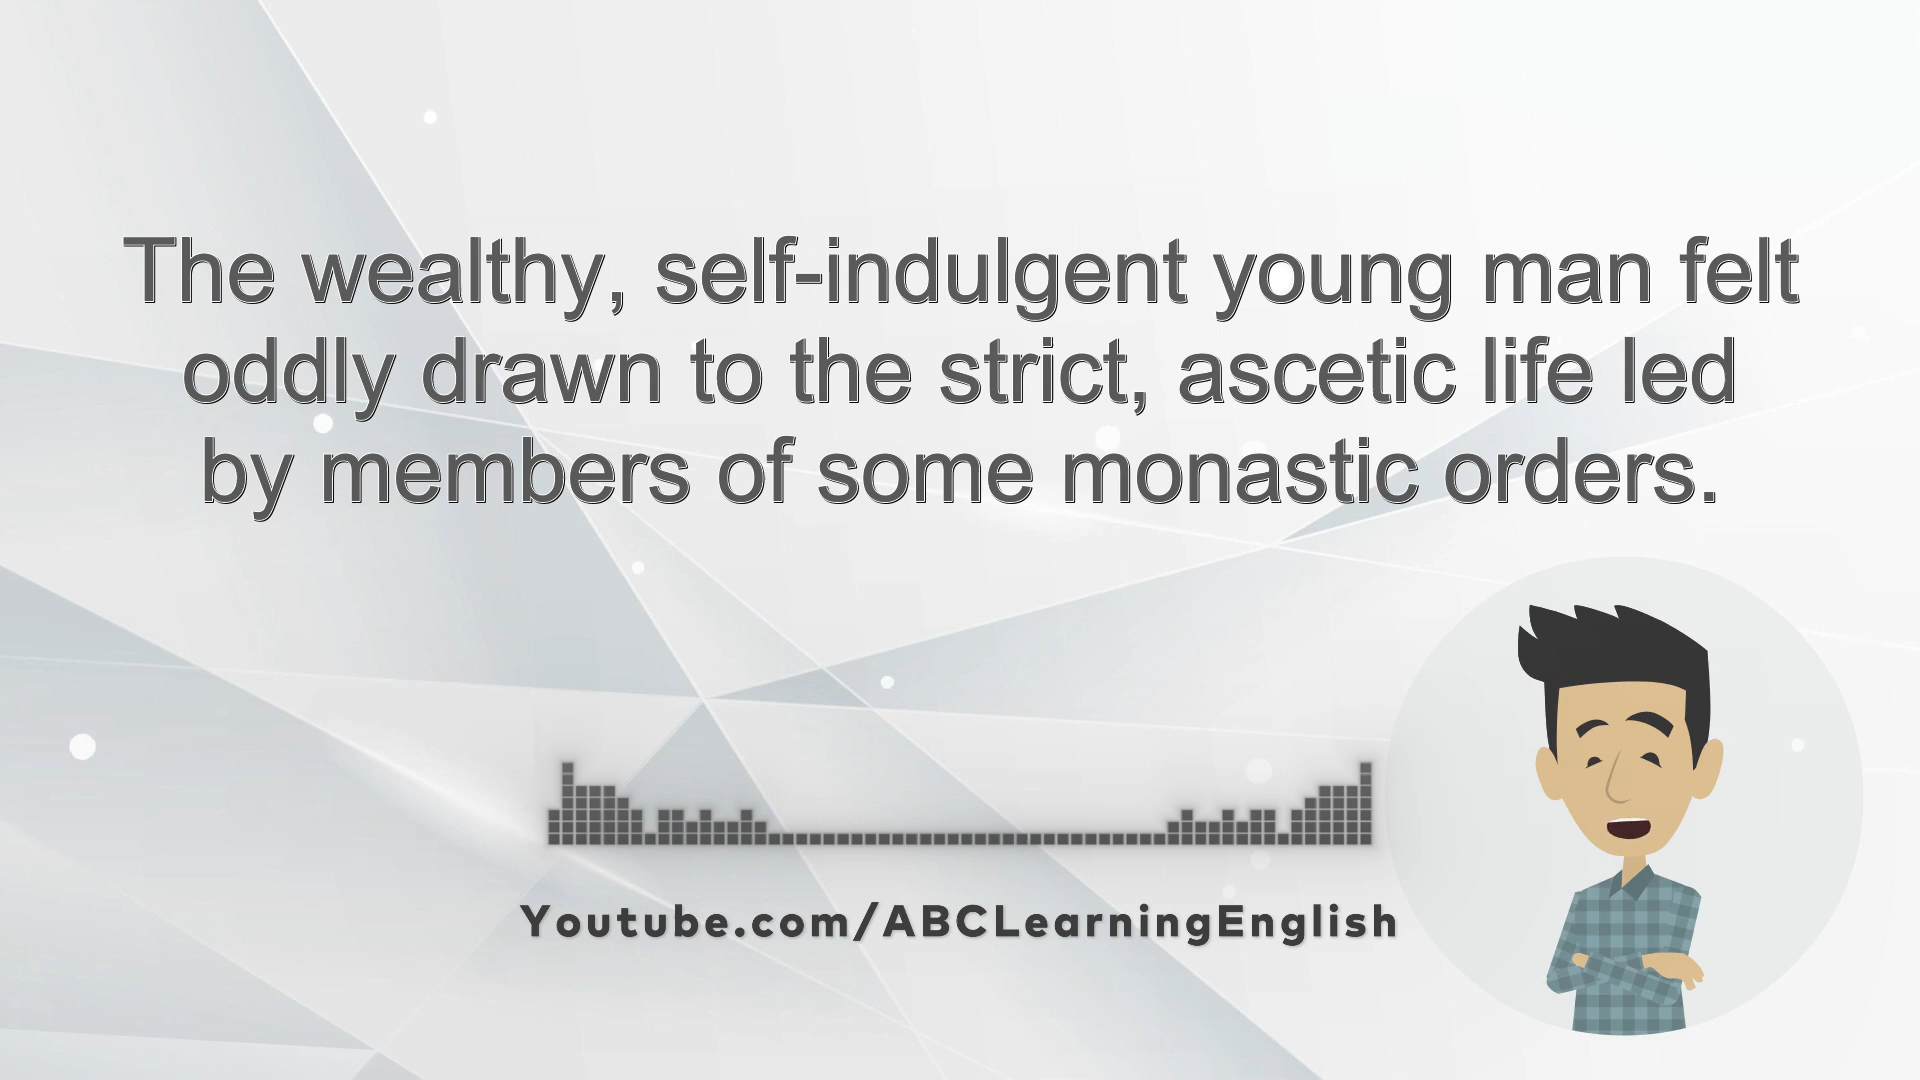 The wealthy, self-indulgent young man felt
oddly drawn to the strict, ascetic life led
by members of some monastic orders.
Youtube.com/ABCLearningEnglish